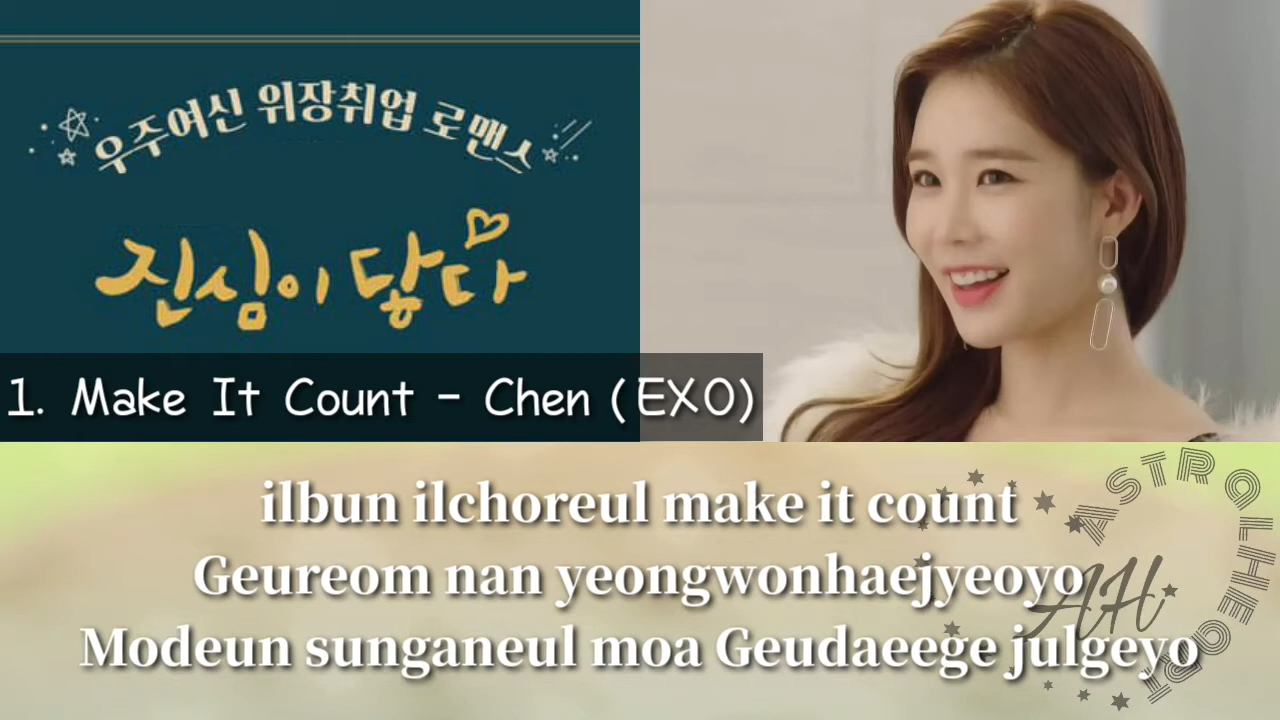 우주여신 위장취업 로맨스
진심이 닿다
1. Make It Count - Chen (EXO)
ilbun ilchoreul make it count
Geureom nan yeongwonhaejyeoyo
Modeun sunganeul moa Geudaeege julgeyo
ASTROLHEORI
AH